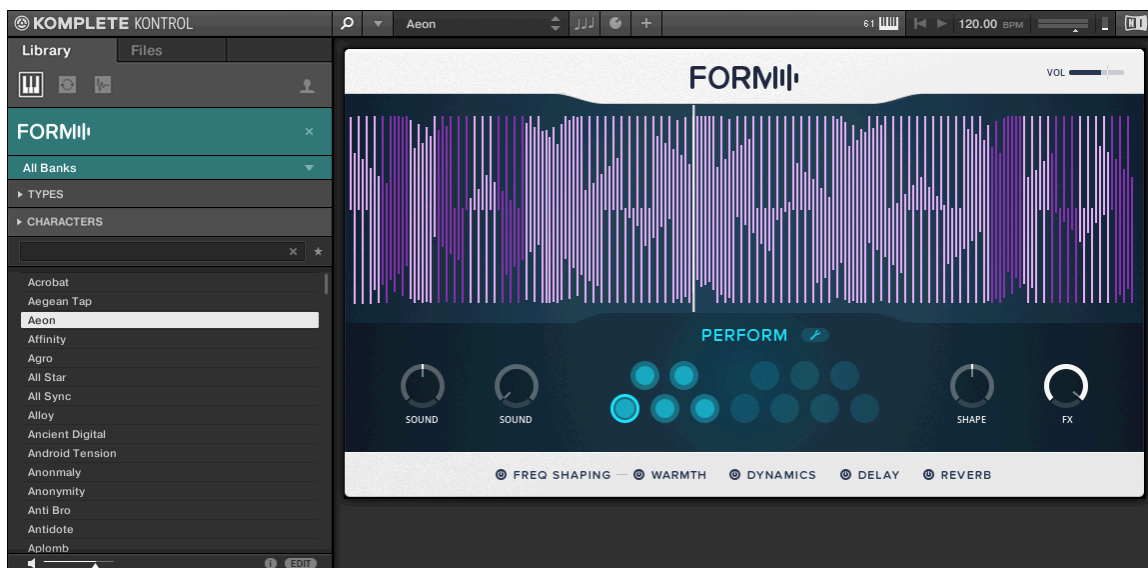 KOMPLETE KONTROL
Aeon
61
120.00 BPM
NI
Library
Files
FORM
FORM
VOL
All Banks
TYPES
CHARACTERS
Acrobat
Aegean Tap
Aeon
Affinity
Agro
All Star
All Sync
Alloy
Ancient Digital
Android Tension
Anonmaly
Anonymity
Anti Bro
Antidote
Aplomb
EDIT
PERFORM
SOUND
SOUND
SHAPE
FX
FREQ SHAPING
WARMTH
DYNAMICS
DELAY
REVERB